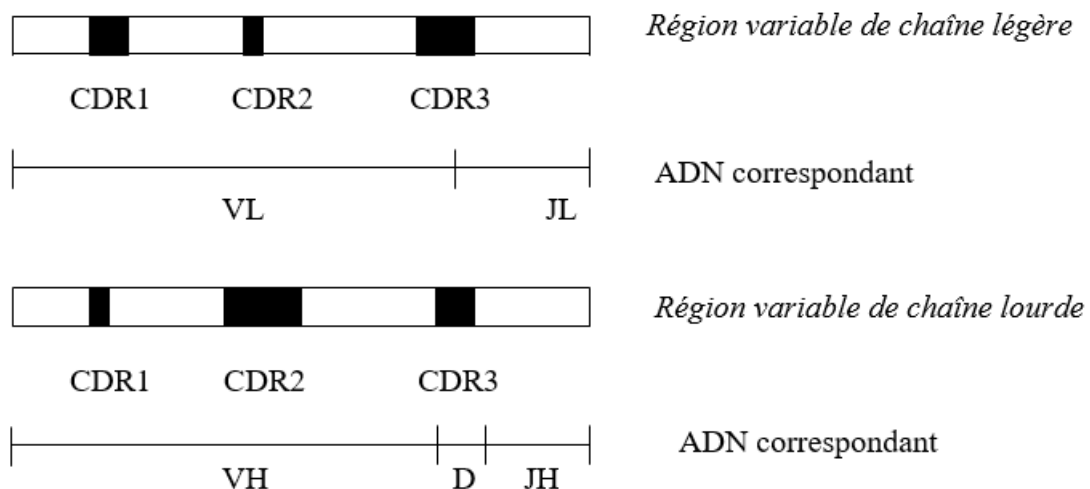 Région variable de chaîne légère
CDR1 CDR2 CDR3
ADN correspondant
VL JL
Région variable de chaîne lourde
CDR1 CDR2 CDR3
ADN correspondant
VH D JH